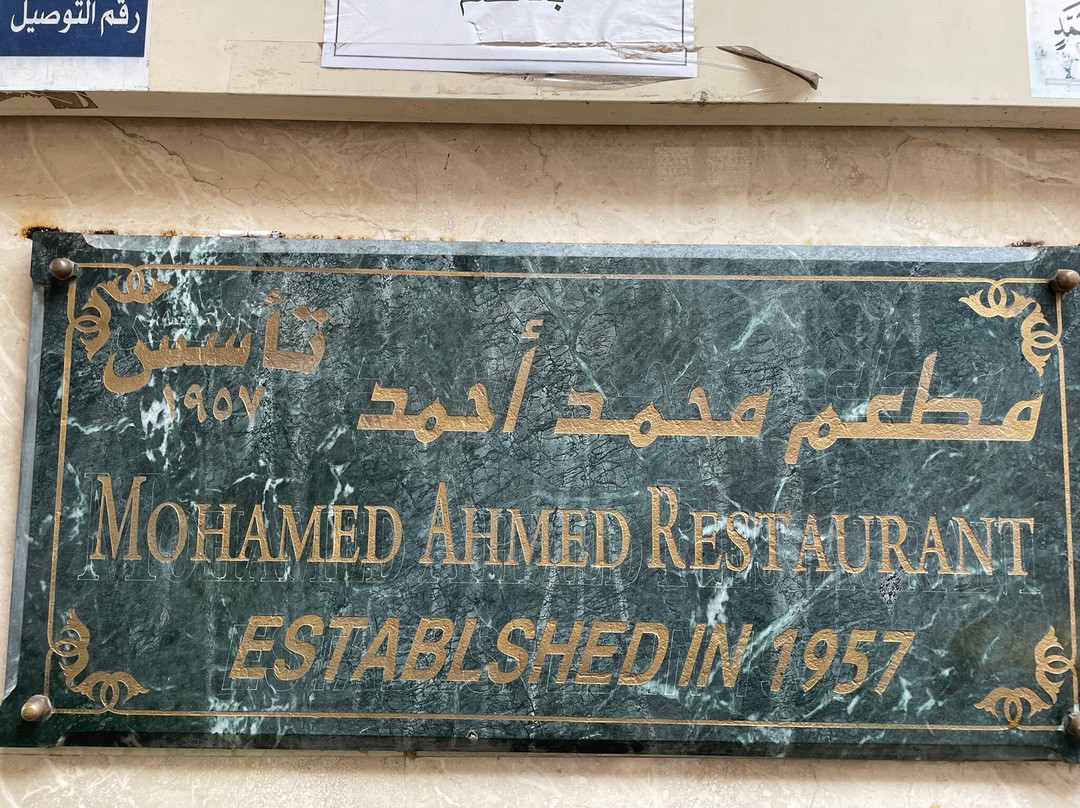 رقم التوصيل
تأسس
١٩٥٧
مطعم محمد أحمد
MOHAMED AHMED RESTAURANT
ESTABLSHED IN 1957